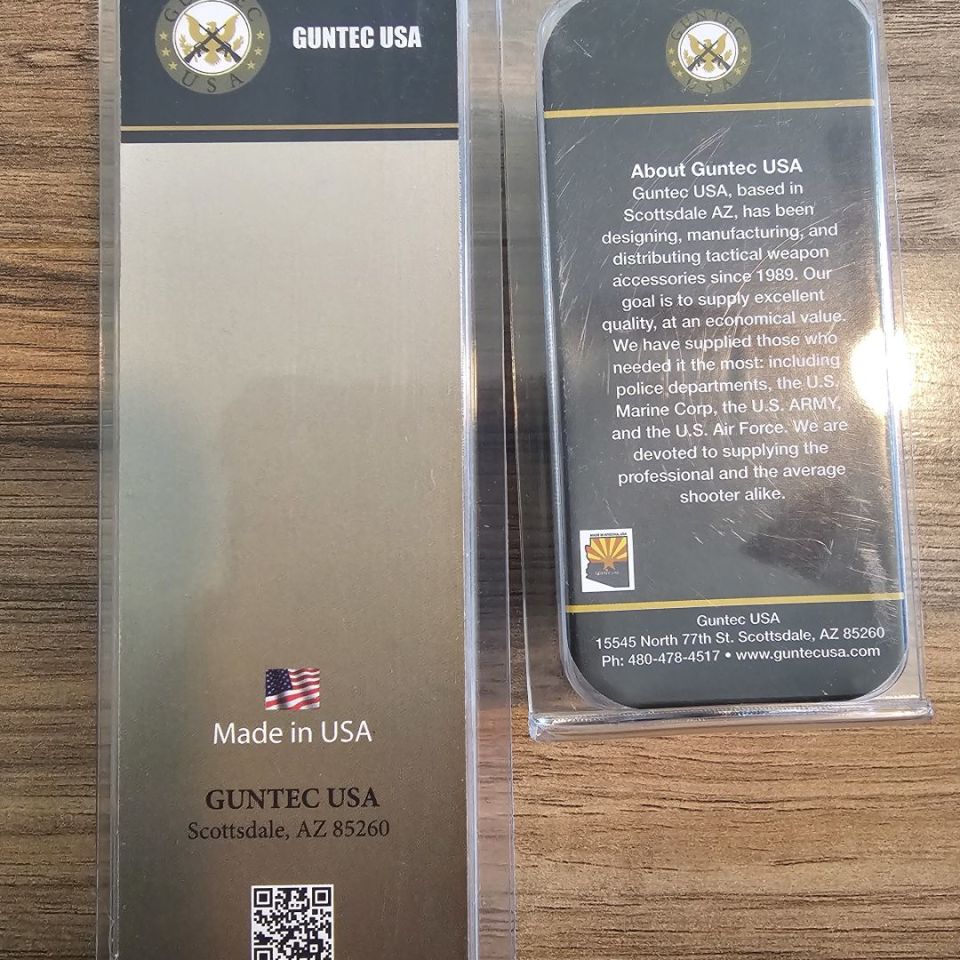 GUNTEC
USA
GUNTEC USA
Made in USA
GUNTEC USA
Scottsdale, AZ 85260
GUNTEC
USA
About Guntec USA
Guntec USA, based in
Scottsdale AZ, has been
designing, manufacturing, and
distributing tactical weapon
accessories since 1989. Our
goal is to supply excellent
quality, at an economical value.
We have supplied those who
needed it the most: including
police departments, the U.S.
Marine Corp, the U.S. ARMY,
and the U.S. Air Force. We are
devoted to supplying the
professional and the average
shooter alike.
Guntec USA
15545 North 77th St. Scottsdale, AZ 85260
Ph: 480-478-4517 • www.guntecusa.com